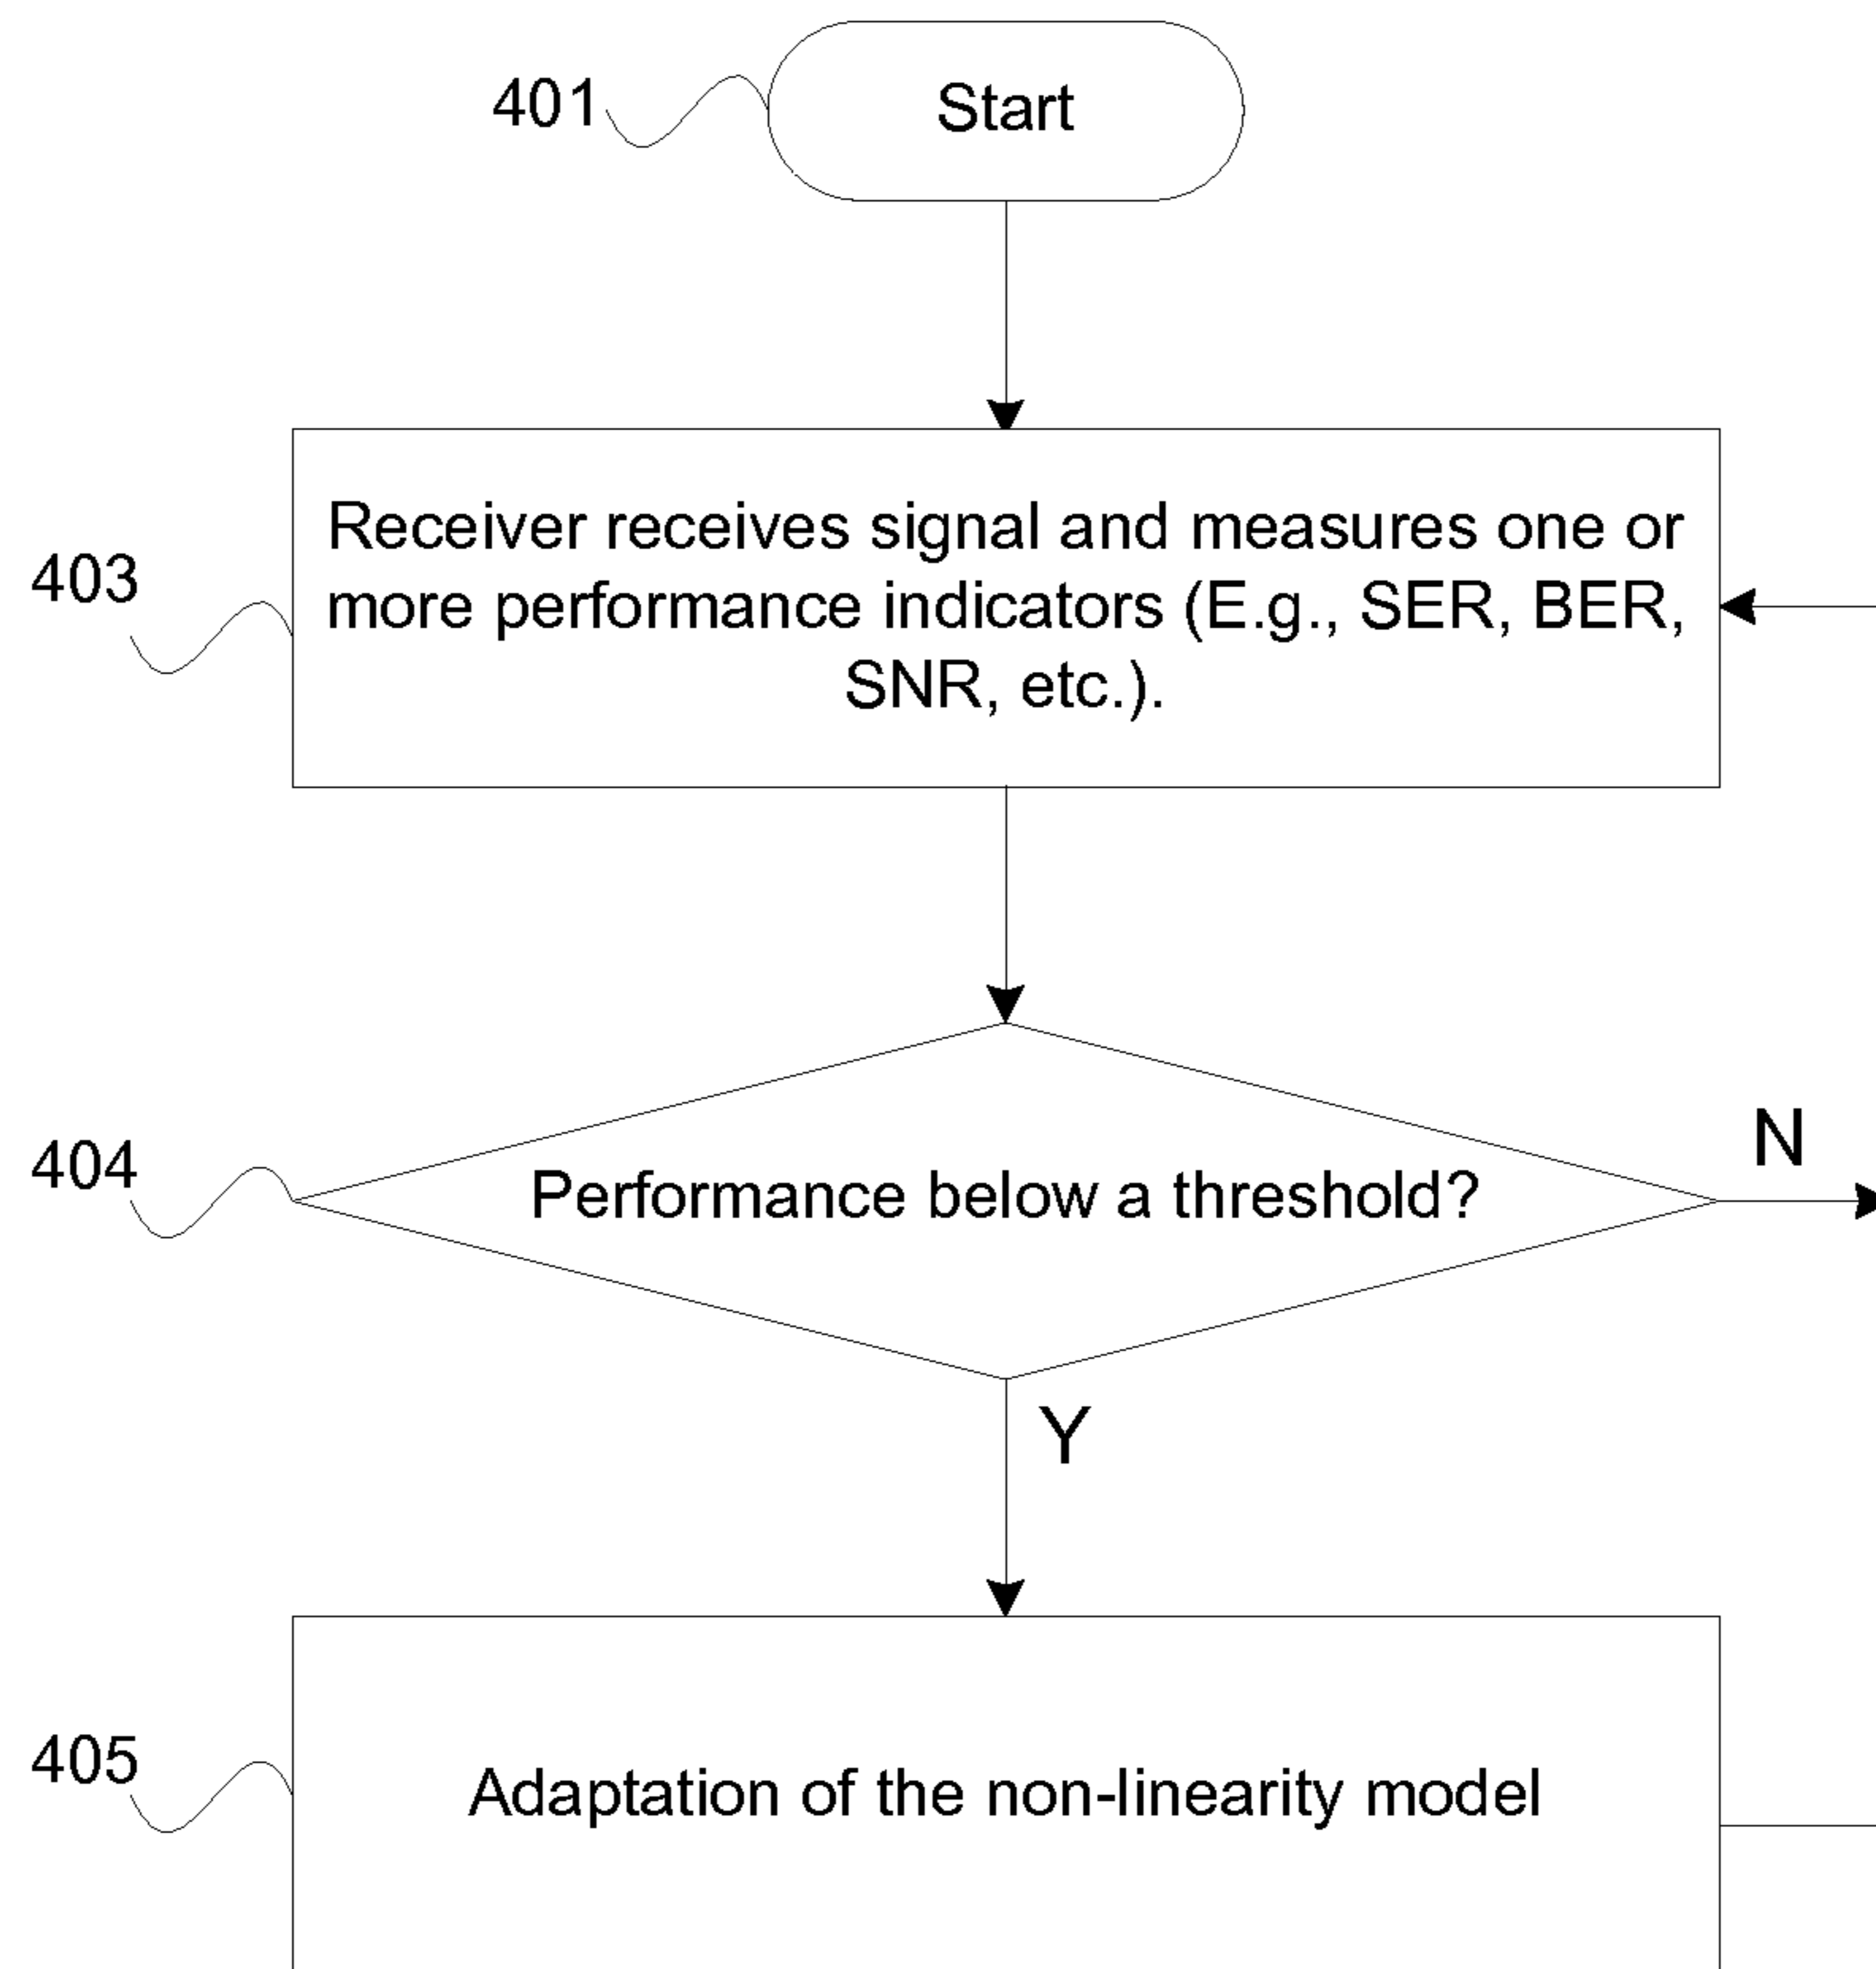 401
Start
403
Receiver receives signal and measures one or
more performance indicators (E.g., SER, BER,
SNR, etc.).
404
Performance below a threshold?
N
Y
405
Adaptation of the non-linearity model